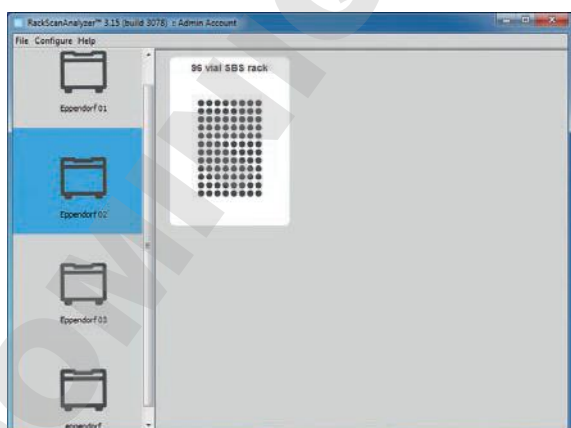 RackScanAnalyzer™ 3.15 (build 3078) :: Admin Account
File Configure Help
Eppendorf 01
Eppendorf 02
Eppendorf 03
eppendorf
96 vial SBS rack